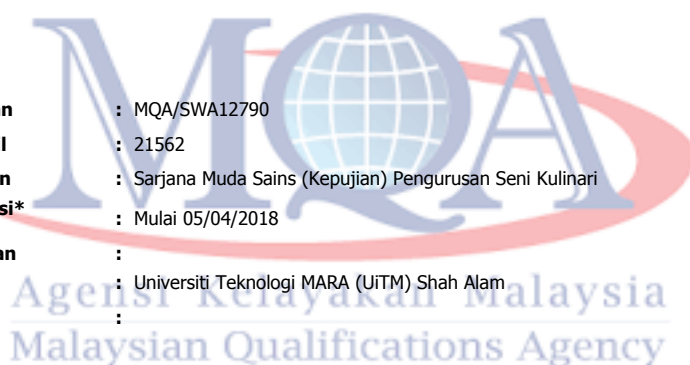 MQA
an : MQA/SWA12790
l : 21562
n : Sarjana Muda Sains (Kepujian) Pengurusan Seni Kulinari
si* : Mulai 05/04/2018
an :
: Universiti Teknologi MARA (UiTM) Shah Alam
:
Agensi Kelayakan Malaysia
Malaysian Qualifications Agency